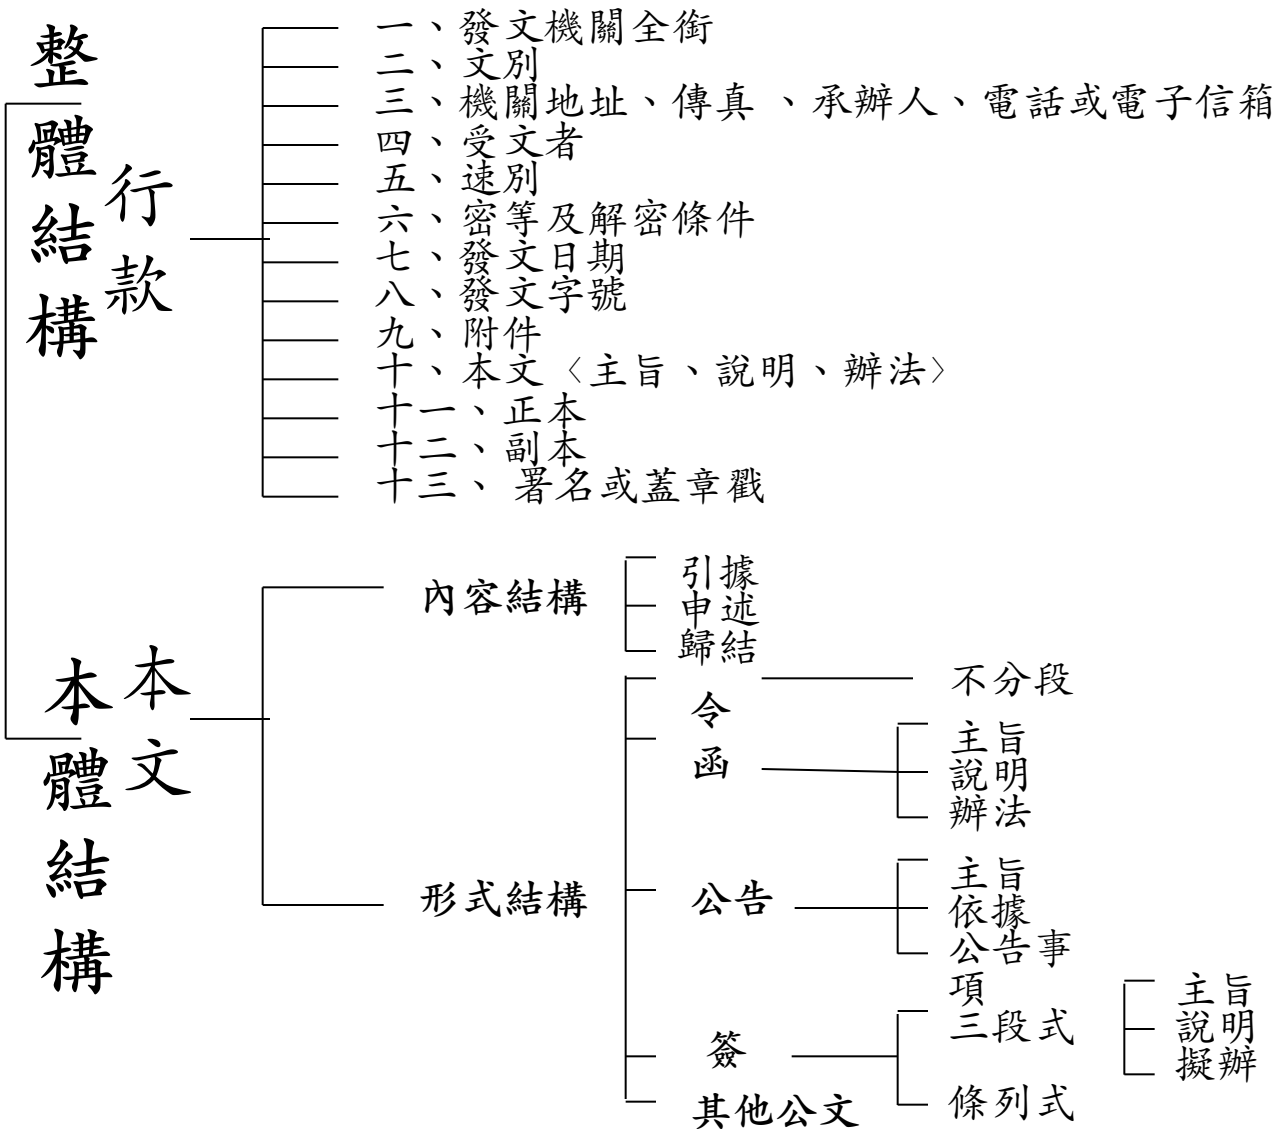 整體結構
行款
一、發文機關全銜
二、文別
三、機關地址、傳真、承辦人、電話或電子信箱
四、受文者
五、速別
六、密等及解密條件
七、發文日期
八、發文字號
九、附件
十、本文〈主旨、說明、辦法〉
十一、正本
十二、副本
十三、署名或蓋章戳
本體結構
本文
內容結構
引據
申述
歸結
形式結構
令
不分段
函
主旨
說明
辦法
公告
主旨
依據
公告事
項
簽
三段式
主旨
說明
擬辦
條列式
其他公文